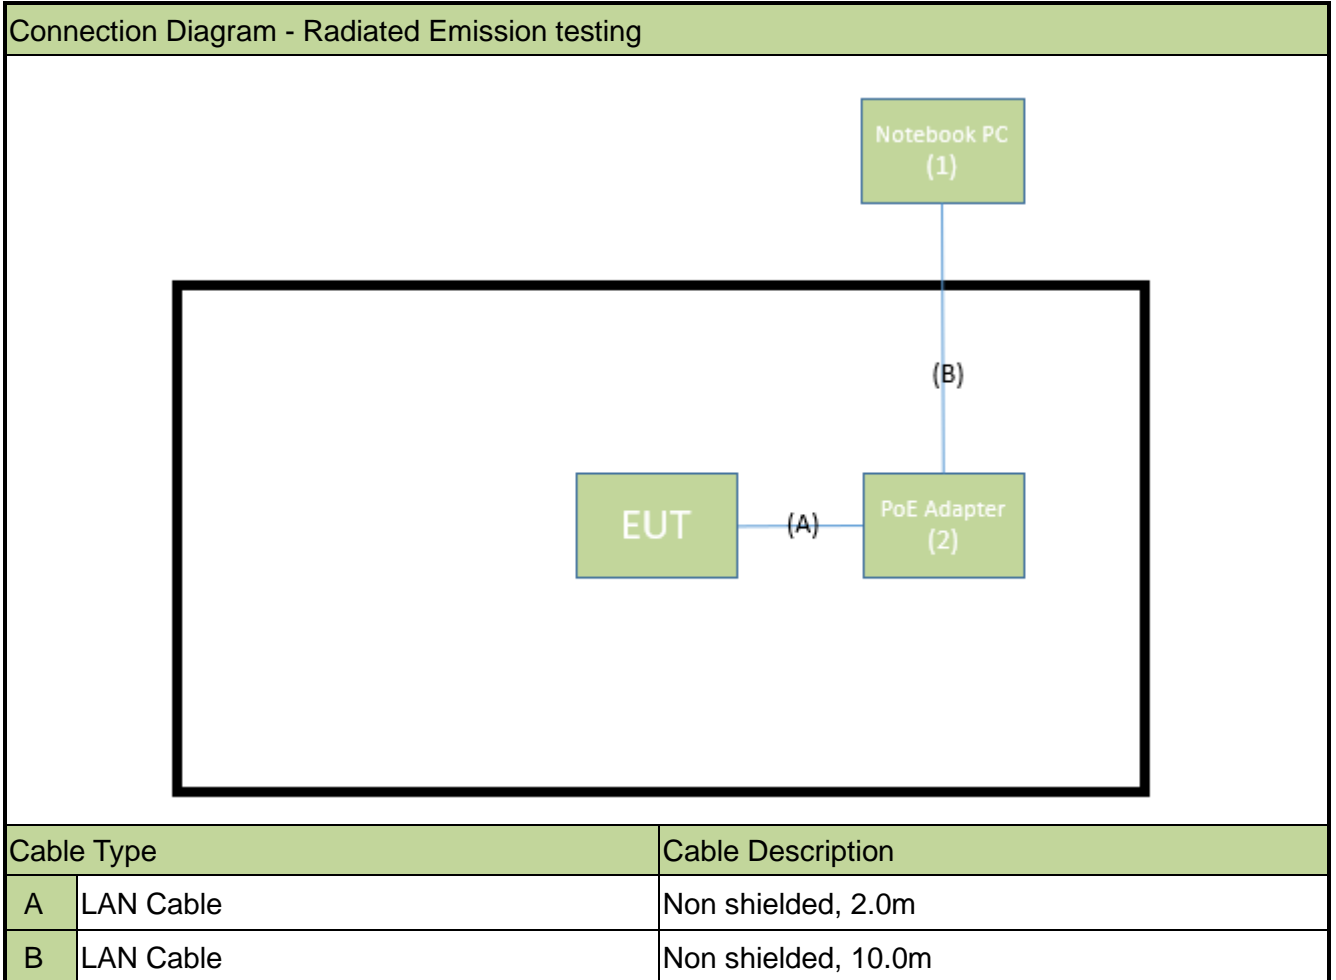 Connection Diagram - Radiated Emission testing
Notebook PC
(1)
(B)
EUT
(A)
PoE Adapter
(2)
Cable Type
Cable Description
A LAN Cable Non shielded, 2.0m
B LAN Cable Non shielded, 10.0m